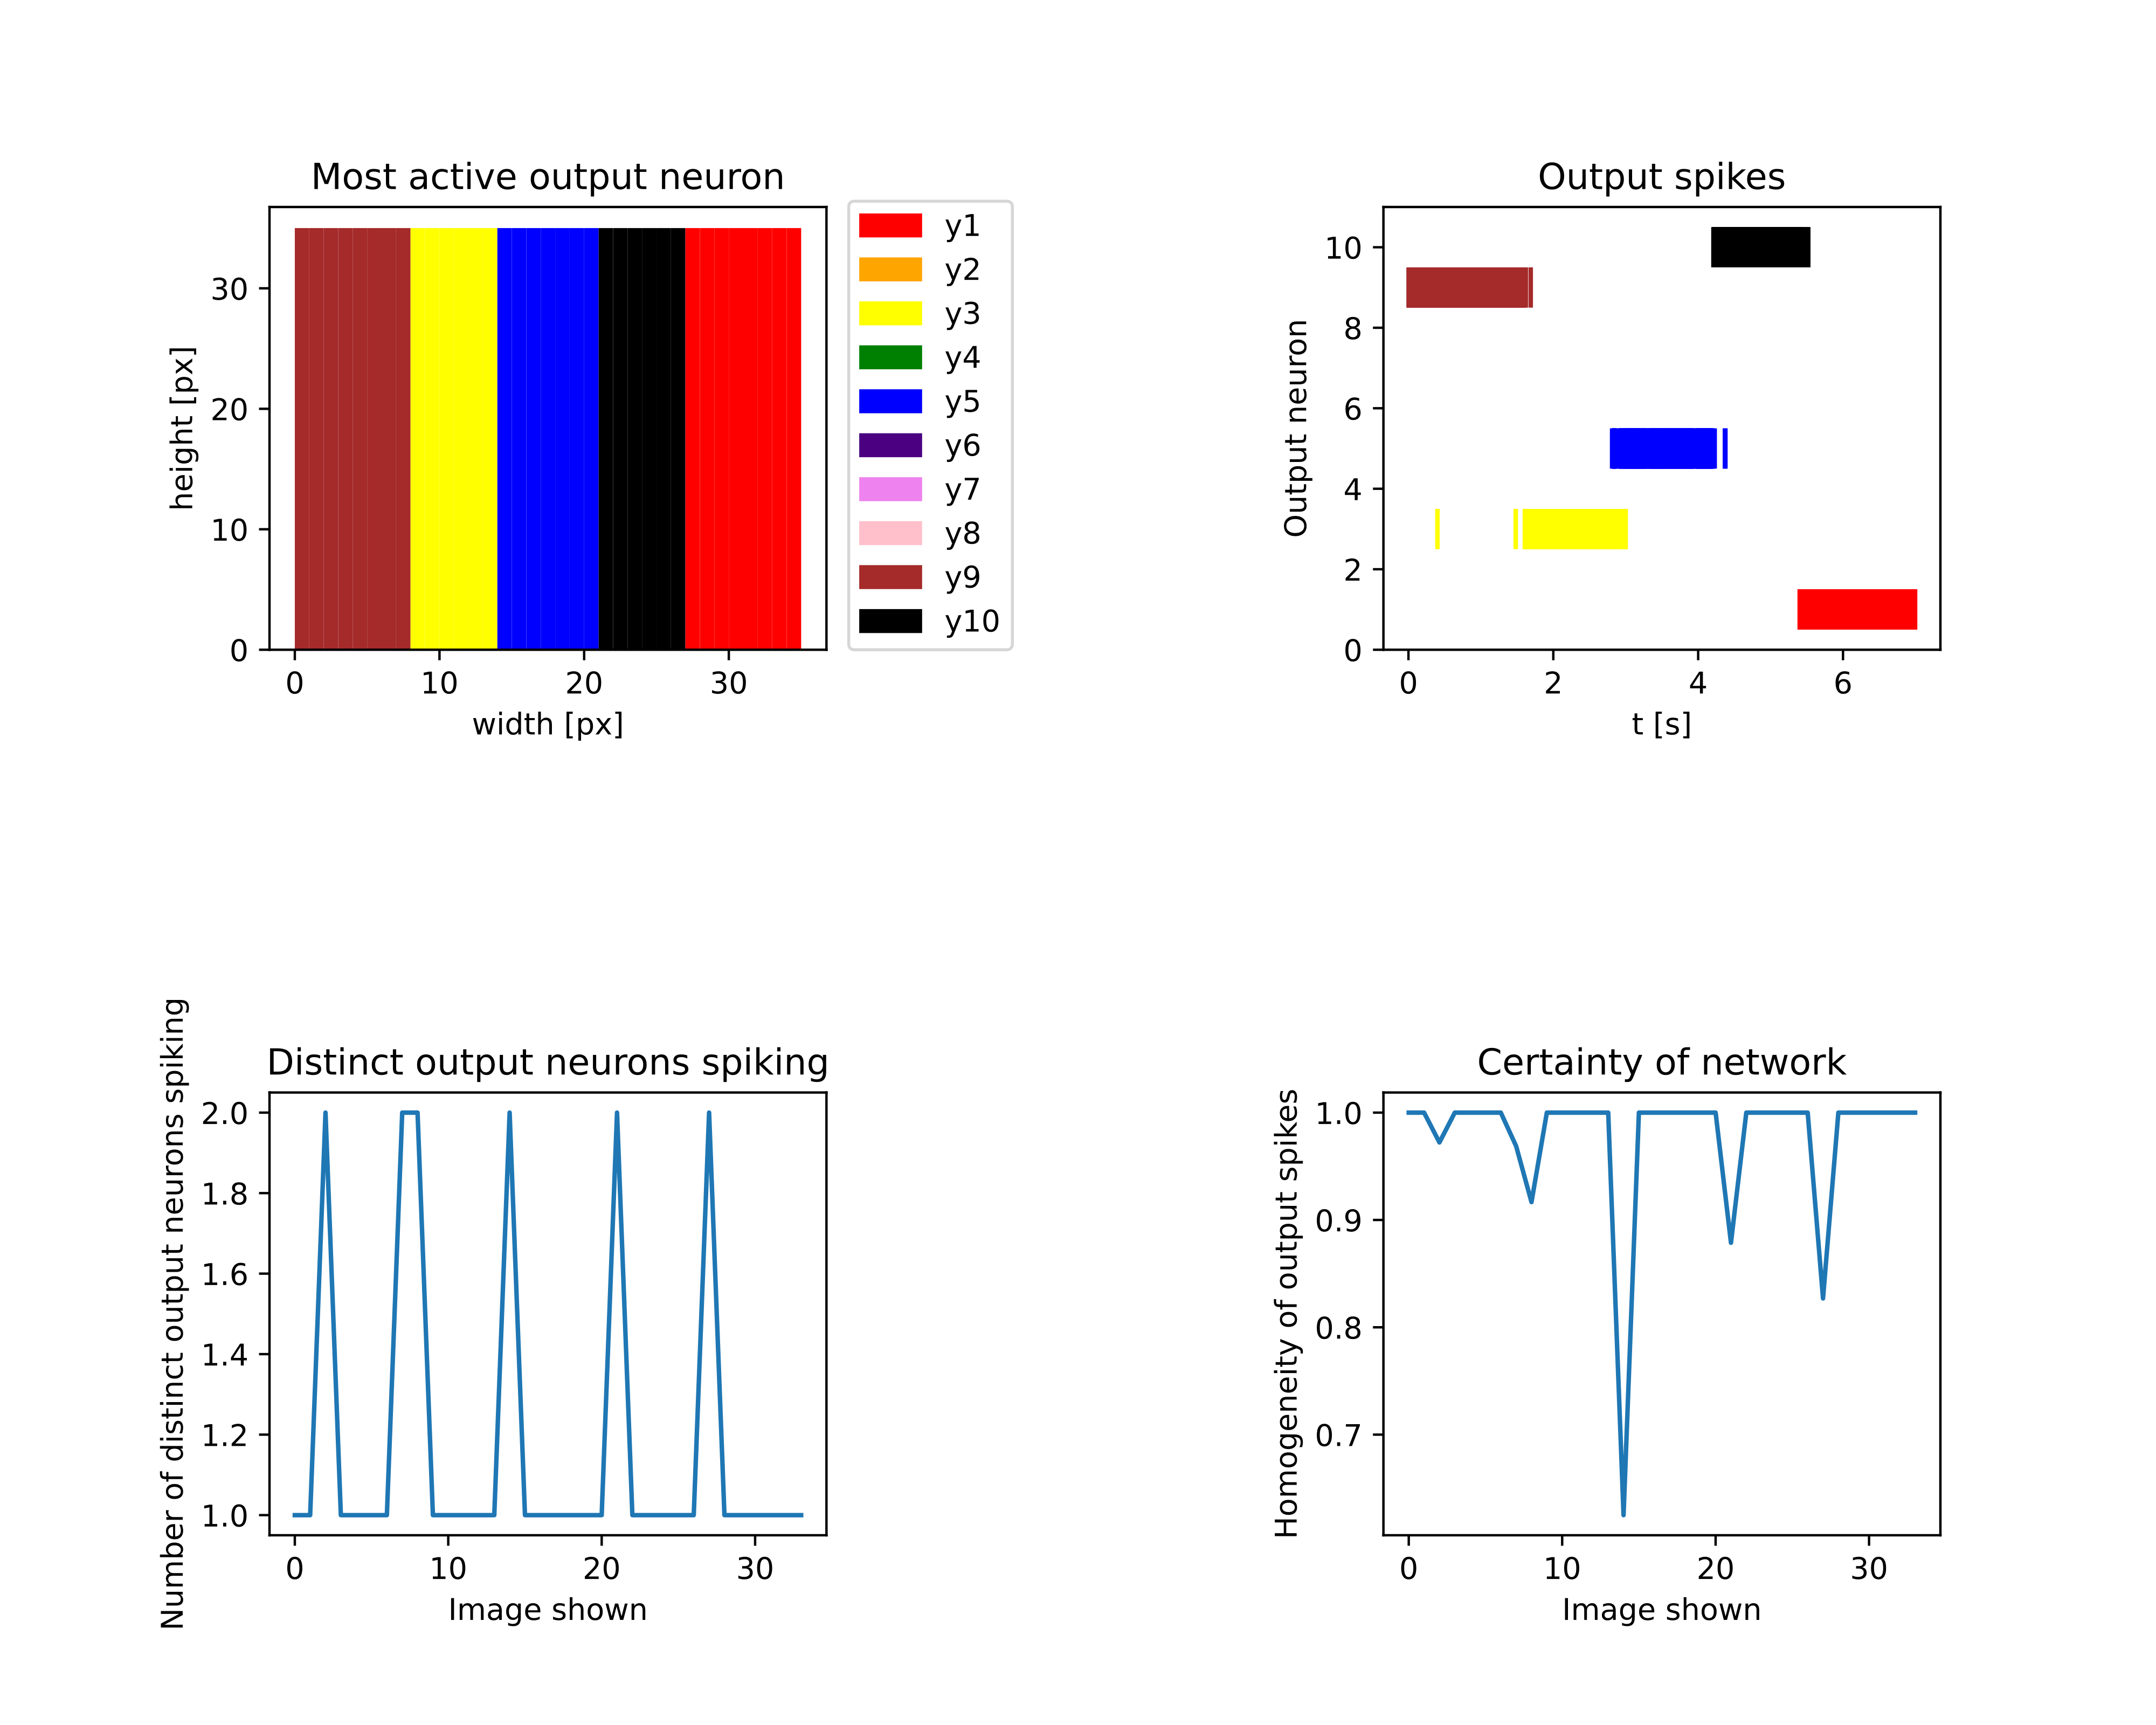 Most active output neuron
height [px]
30
20
10
0
0 10 20 30
width [px]
y1
y2
y3
y4
y5
y6
y7
y8
y9
y10
Output spikes
Output neuron
10
8
6
4
2
0
0 2 4 6
t [s]
Distinct output neurons spiking
Number of distinct output neurons spiking
2.0
1.8
1.6
1.4
1.2
1.0
0 10 20 30
Image shown
Certainty of network
Homogeneity of output spikes
1.0
0.9
0.8
0.7
0 10 20 30
Image shown